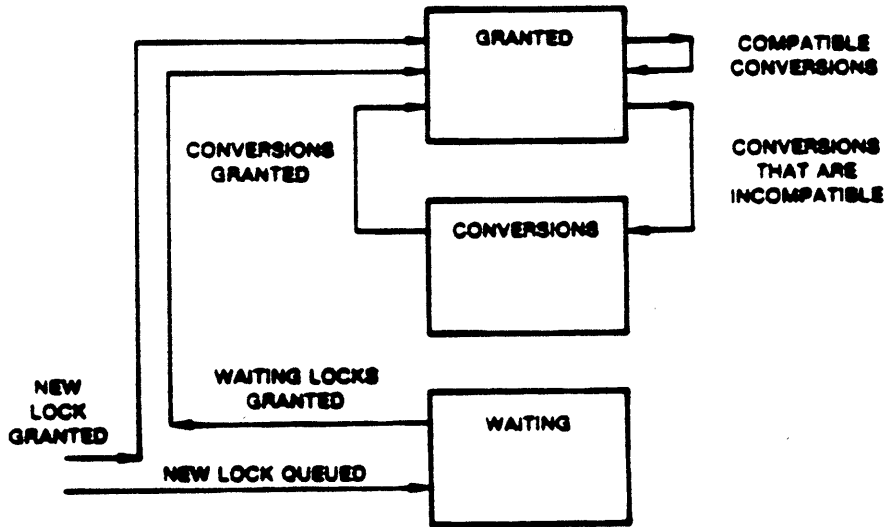 GRANTED
COMPATIBLE
CONVERSIONS
CONVERSIONS
GRANTED
CONVERSIONS
THAT ARE
INCOMPATIBLE
CONVERSIONS
WAITING LOCKS
GRANTED
NEW
LOCK
GRANTED
WAITING
NEW LOCK QUEUED